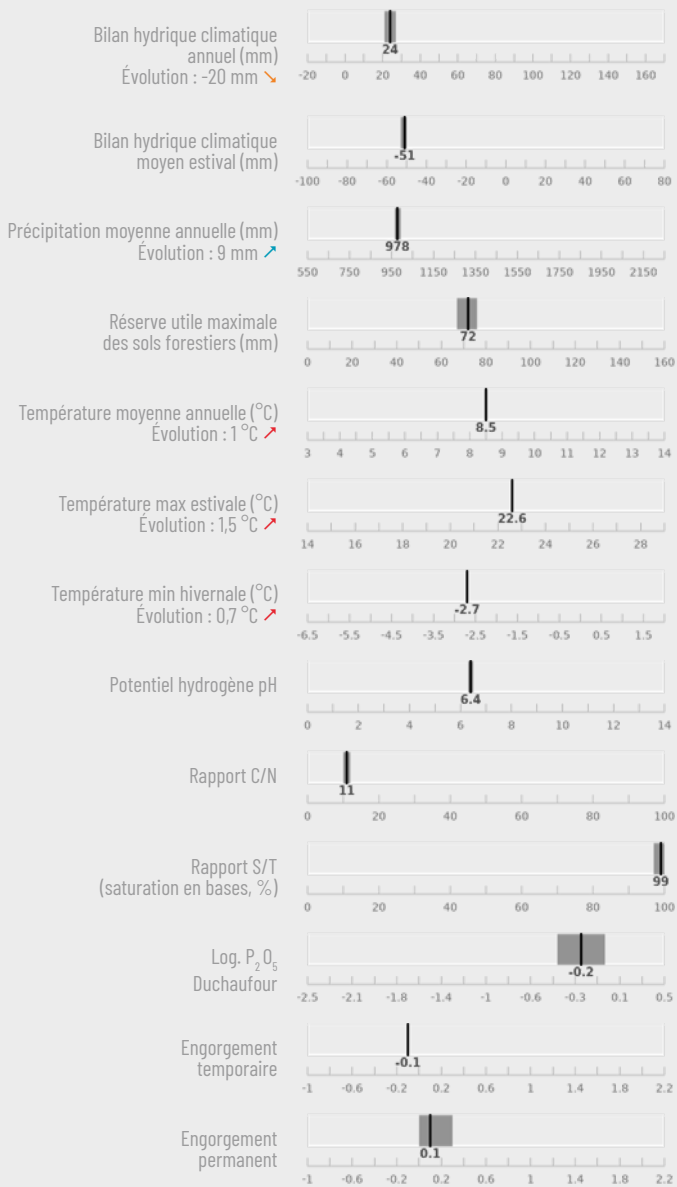 Bilan hydrique climatique
annuel (mm)
Évolution : -20 mm ↘
24
-20 0 20 40 60 80 100 120 140 160
Bilan hydrique climatique
moyen estival (mm)
-51
-100 -80 -60 -40 -20 0 20 40 60 80
Précipitation moyenne annuelle (mm)
Évolution : 9 mm ↗
978
550 750 950 1150 1350 1550 1750 1950 2150
Réserve utile maximale
des sols forestiers (mm)
72
0 20 40 60 80 100 120 140 160
Température moyenne annuelle (°C)
Évolution : 1 °C ↗
8.5
3 4 5 6 7 8 9 10 11 12 13 14
Température max estivale (°C)
Évolution : 1,5 °C ↗
22.6
14 16 18 20 22 24 26 28
Température min hivernale (°C)
Évolution : 0,7 °C ↗
-2.7
-6.5 -5.5 -4.5 -3.5 -2.5 -1.5 -0.5 0.5 1.5
Potentiel hydrogène pH
6.4
0 2 4 6 8 10 12 14
Rapport C/N
11
0 20 40 60 80 100
Rapport S/T
(saturation en bases, %)
99
0 20 40 60 80 100
Log. P₂ O₅
Duchaufour
-0.2
-2.5 -2.1 -1.8 -1.4 -1 -0.6 -0.3 0.1 0.5
Engorgement
temporaire
-0.1
-1 -0.6 -0.2 0.2 0.6 1 1.4 1.8 2.2
Engorgement
permanent
0.1
-1 -0.6 -0.2 0.2 0.6 1 1.4 1.8 2.2